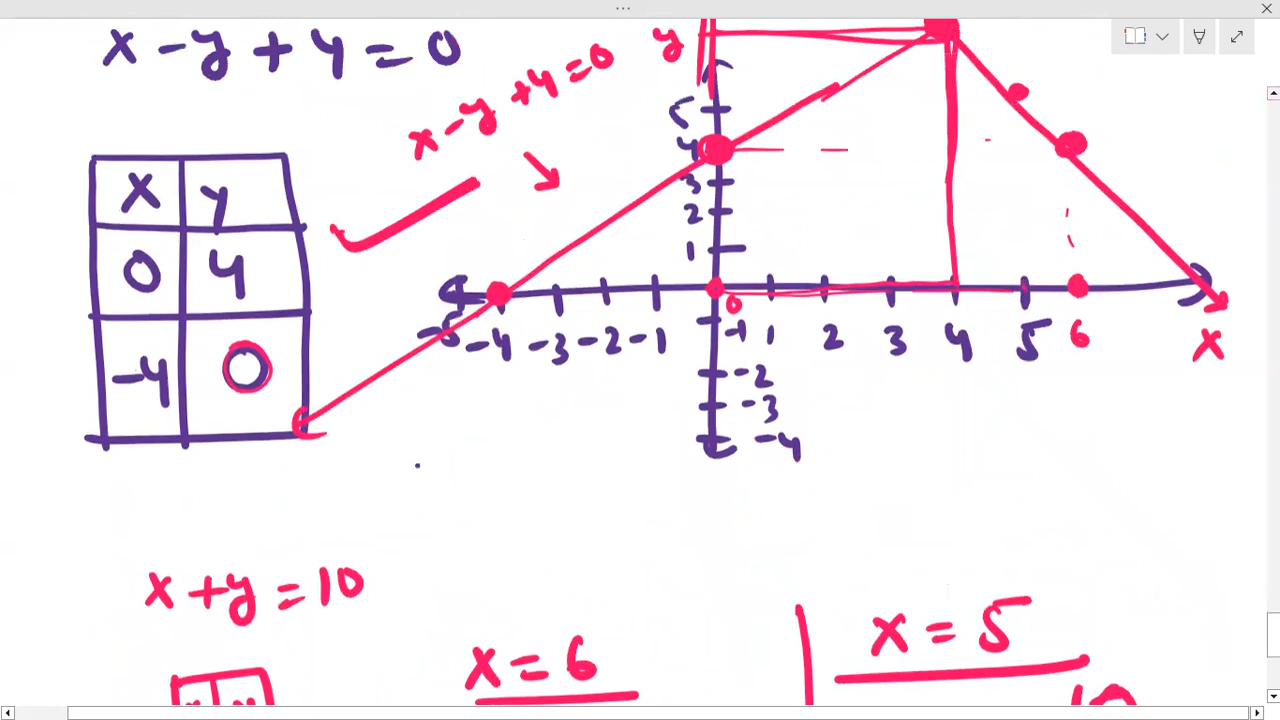 x - y + 4 = 0
x - y + 4 = 0
y
x y
0 4
-4 0
5
4
3
2
1
0
-5 -4 -3 -2 -1 1 2 3 4 5 6
x
-1
-2
-3
-4
x + y = 10
x = 6
x = 5
10